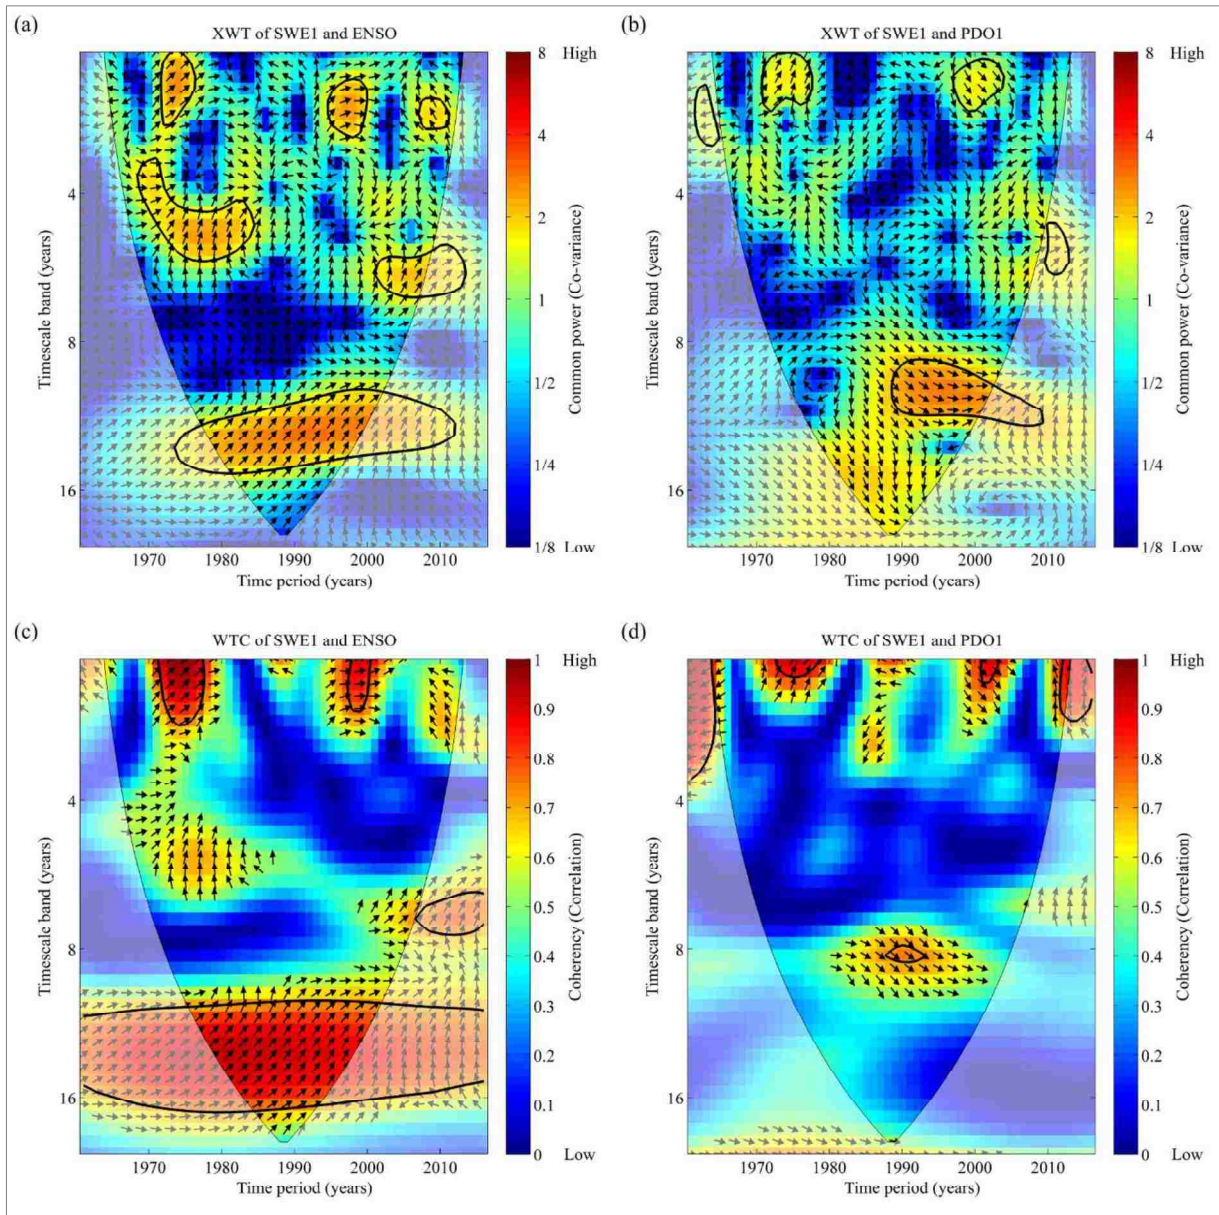 (a)
XWT of SWE1 and ENSO
8 High
4
2
1
1/2
1/4
1/8 Low
Common power (Co-variance)
Timescale band (years)
4
8
16
1970 1980 1990 2000 2010
Time period (years)
(b)
XWT of SWE1 and PDO1
8 High
4
2
1
1/2
1/4
1/8 Low
Common power (Co-variance)
Timescale band (years)
4
8
16
1970 1980 1990 2000 2010
Time period (years)
(c)
WTC of SWE1 and ENSO
1 High
0.9
0.8
0.7
0.6
0.5
0.4
0.3
0.2
0.1
0 Low
Coherency (Correlation)
Timescale band (years)
4
8
16
1970 1980 1990 2000 2010
Time period (years)
(d)
WTC of SWE1 and PDO1
1 High
0.9
0.8
0.7
0.6
0.5
0.4
0.3
0.2
0.1
0 Low
Coherency (Correlation)
Timescale band (years)
4
8
16
1970 1980 1990 2000 2010
Time period (years)